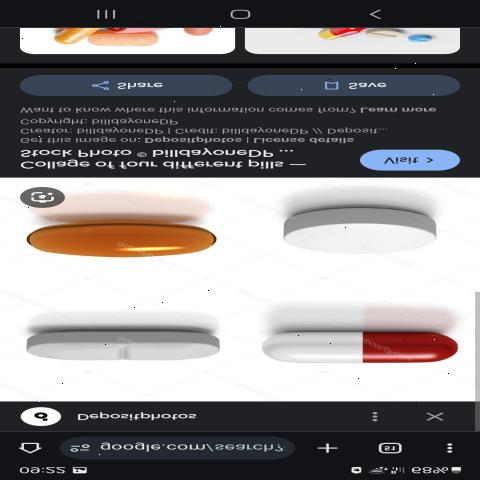 09:22 68%
google.com/search?
Depositphotos
Collage of four different pills —
Stock Photo © billdayoneDP ...
Visit >
Get this image on: Depositphotos | License details
Creator: billdayoneDP | Credit: billdayoneDP // Deposit...
Copyright: billdayoneDP
Want to know where this information comes from? Learn more
Share
Save